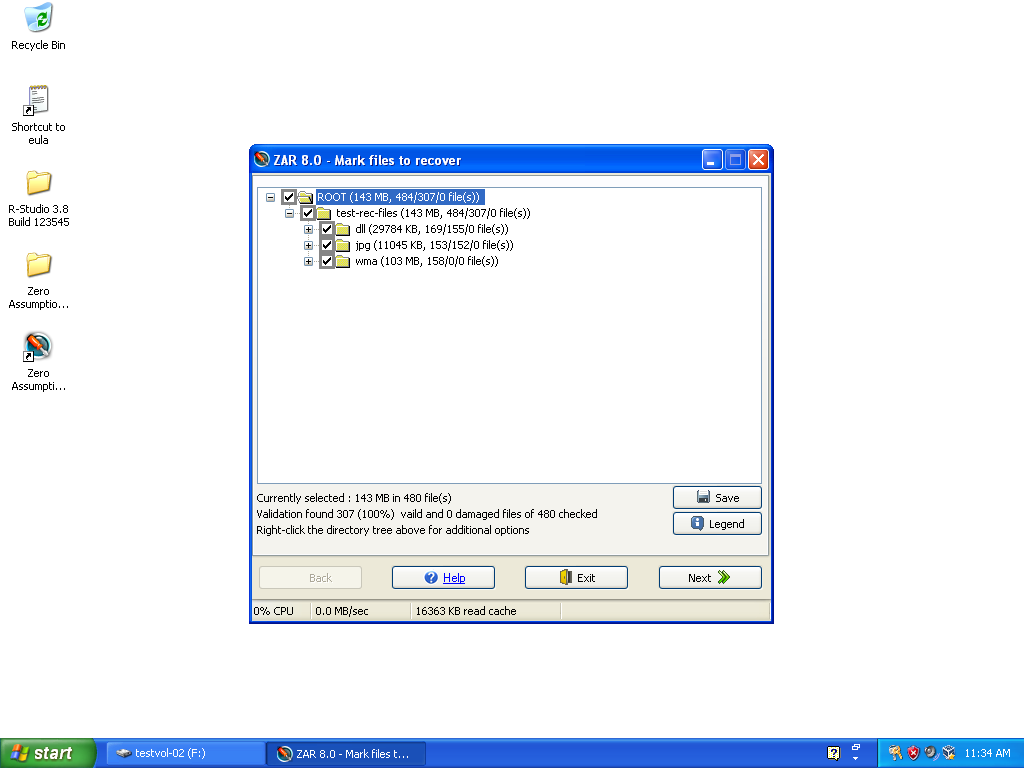 Recycle Bin
Shortcut to
eula
R-Studio 3.8
Build 123545
Zero
Assumptio...
Zero
Assumpti...
ZAR 8.0 - Mark files to recover
ROOT (143 MB, 484/307/0 file(s))
test-rec-files (143 MB, 484/307/0 file(s))
dll (29784 KB, 169/155/0 file(s))
jpg (11045 KB, 153/152/0 file(s))
wma (103 MB, 158/0/0 file(s))
Currently selected : 143 MB in 480 file(s)
Validation found 307 (100%)  vaild and 0 damaged files of 480 checked
Right-click the directory tree above for additional options
Save
Legend
Back
Help
Exit
Next
0% CPU
0.0 MB/sec
16363 KB read cache
start
testvol-02 (F:)
ZAR 8.0 - Mark files t...
11:34 AM